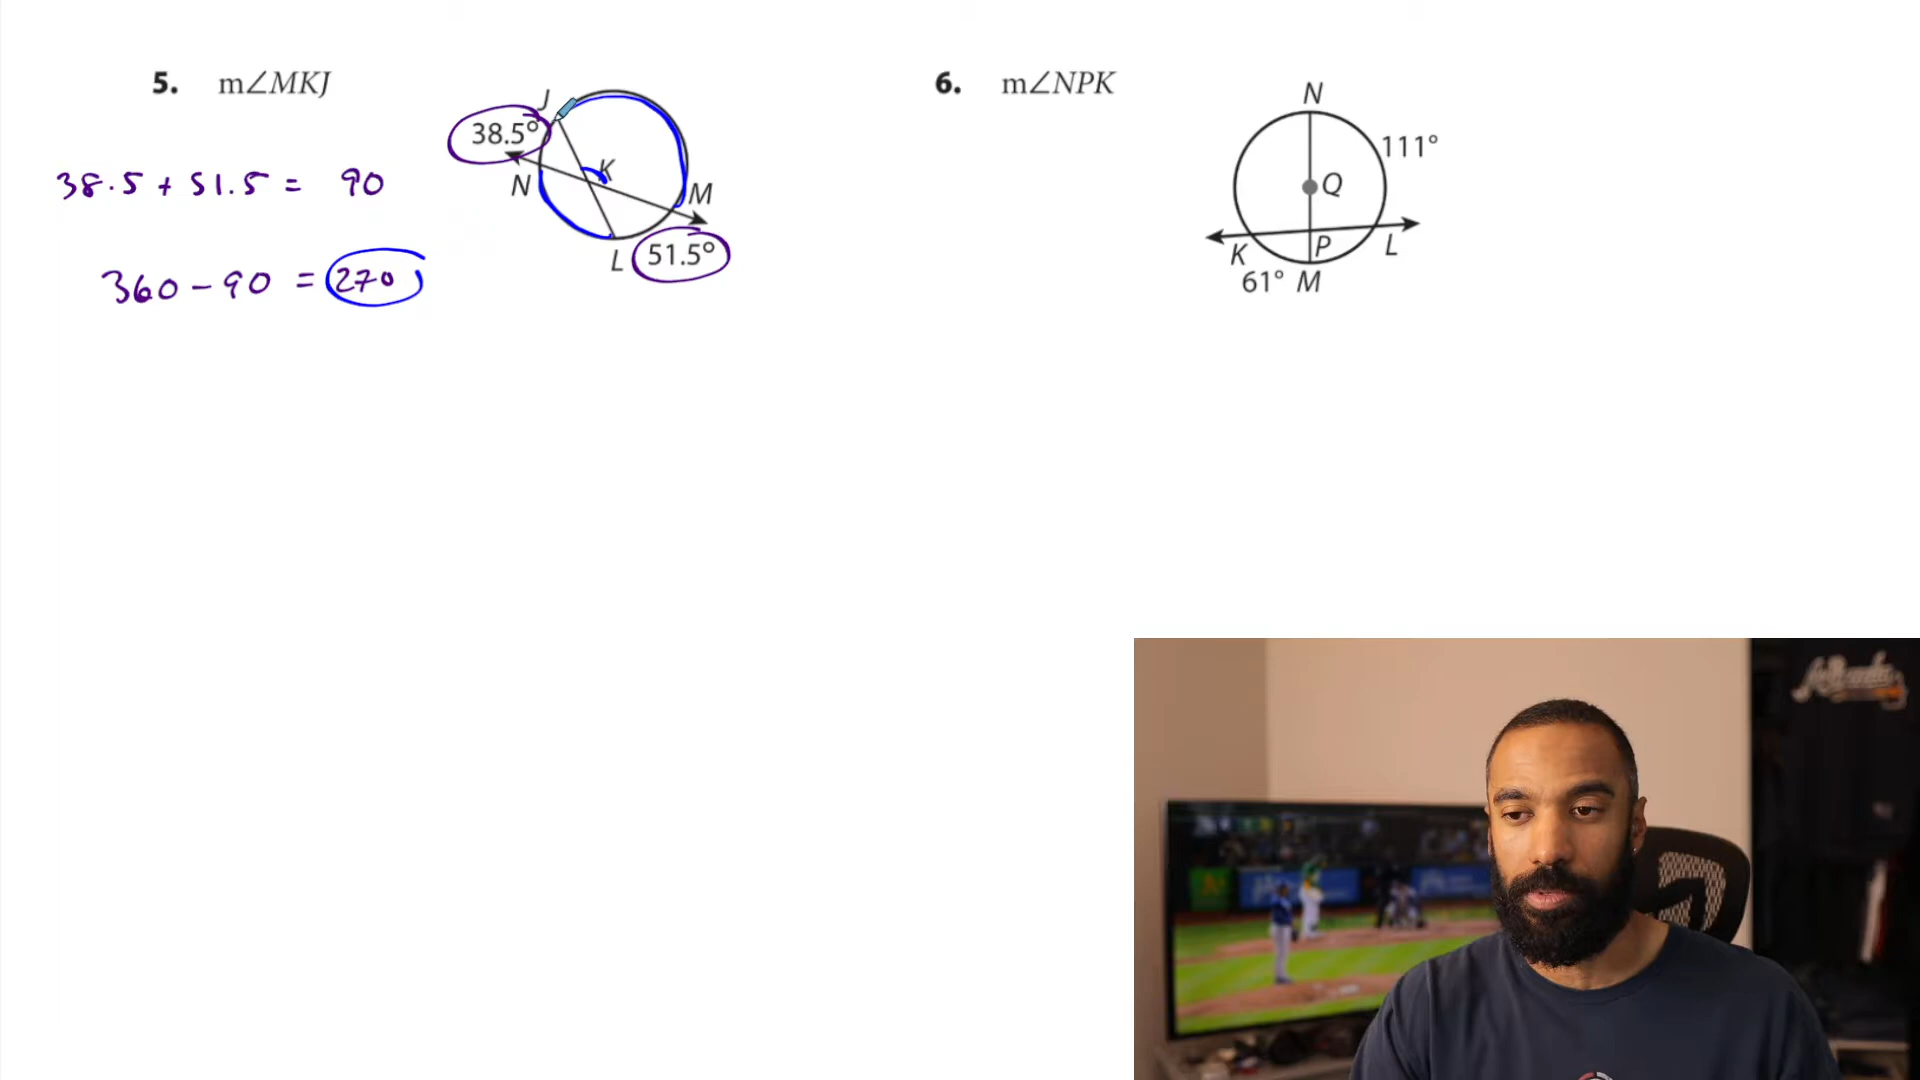 5. m∠MKJ
J
38.5°
K
N
M
L
51.5°
38.5 + 51.5 = 90
360 - 90 = 270
6. m∠NPK
N
111°
Q
K
P
L
61° M